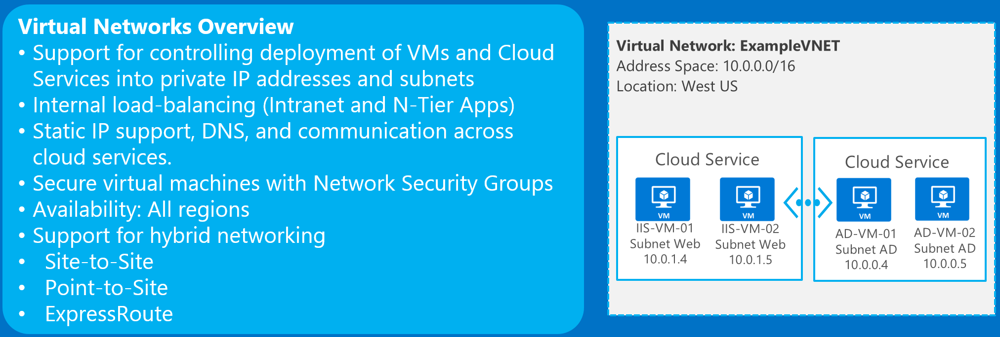 Virtual Networks Overview
• Support for controlling deployment of VMs and Cloud
Services into private IP addresses and subnets
• Internal load-balancing (Intranet and N-Tier Apps)
• Static IP support, DNS, and communication across
cloud services.
• Secure virtual machines with Network Security Groups
• Availability: All regions
• Support for hybrid networking
• Site-to-Site
• Point-to-Site
• ExpressRoute
Virtual Network: ExampleVNET
Address Space: 10.0.0.0/16
Location: West US
Cloud Service
VM
IIS-VM-01
Subnet Web
10.0.1.4
VM
IIS-VM-02
Subnet Web
10.0.1.5
Cloud Service
VM
AD-VM-01
Subnet AD
10.0.0.4
VM
AD-VM-02
Subnet AD
10.0.0.5